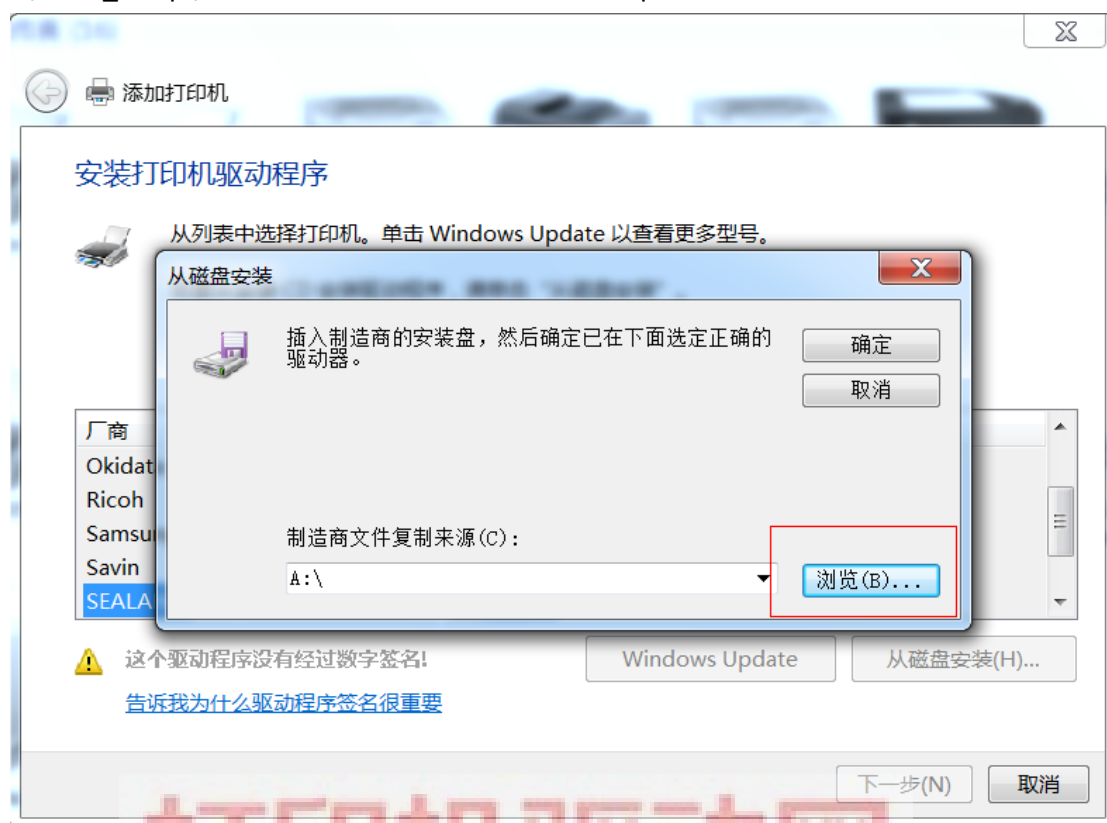 添加打印机
安装打印机驱动程序
从列表中选择打印机。单击 Windows Update 以查看更多型号。
从磁盘安装
插入制造商的安装盘，然后确定已在下面选定正确的
驱动器。
确定
取消
厂商
Okidat
Ricoh
Samsu
Savin
SEALA
制造商文件复制来源(C):
A:\
浏览(B)...
这个驱动程序没有经过数字签名!
Windows Update
从磁盘安装(H)...
告诉我为什么驱动程序签名很重要
下一步(N)
取消